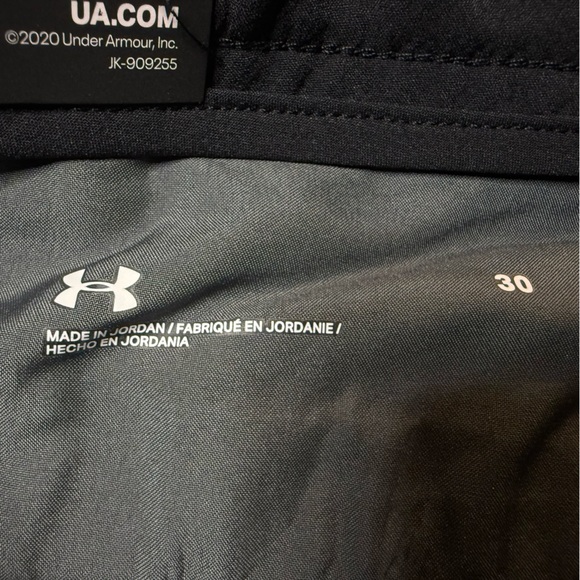 UA.COM
©2020 Under Armour, Inc.
JK-909255
30
MADE IN JORDAN / FABRIQUÉ EN JORDANIE /
HECHO EN JORDANIA